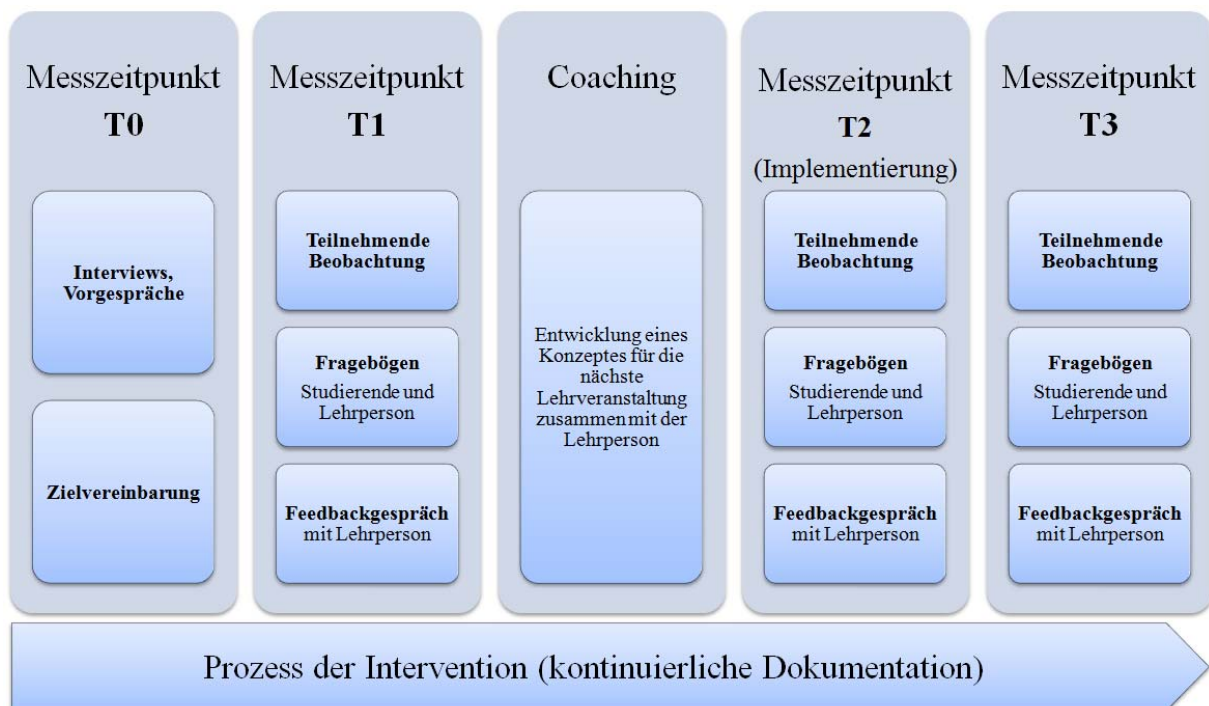 Messzeitpunkt
T0
Interviews,
Vorgespräche
Zielvereinbarung
Messzeitpunkt
T1
Teilnehmende
Beobachtung
Fragebögen
Studierende und
Lehrperson
Feedbackgespräch
mit Lehrperson
Coaching
Entwicklung eines
Konzeptes für die
nächste
Lehrveranstaltung
zusammen mit der
Lehrperson
Messzeitpunkt
T2
(Implementierung)
Teilnehmende
Beobachtung
Fragebögen
Studierende und
Lehrperson
Feedbackgespräch
mit Lehrperson
Messzeitpunkt
T3
Teilnehmende
Beobachtung
Fragebögen
Studierende und
Lehrperson
Feedbackgespräch
mit Lehrperson
Prozess der Intervention (kontinuierliche Dokumentation)